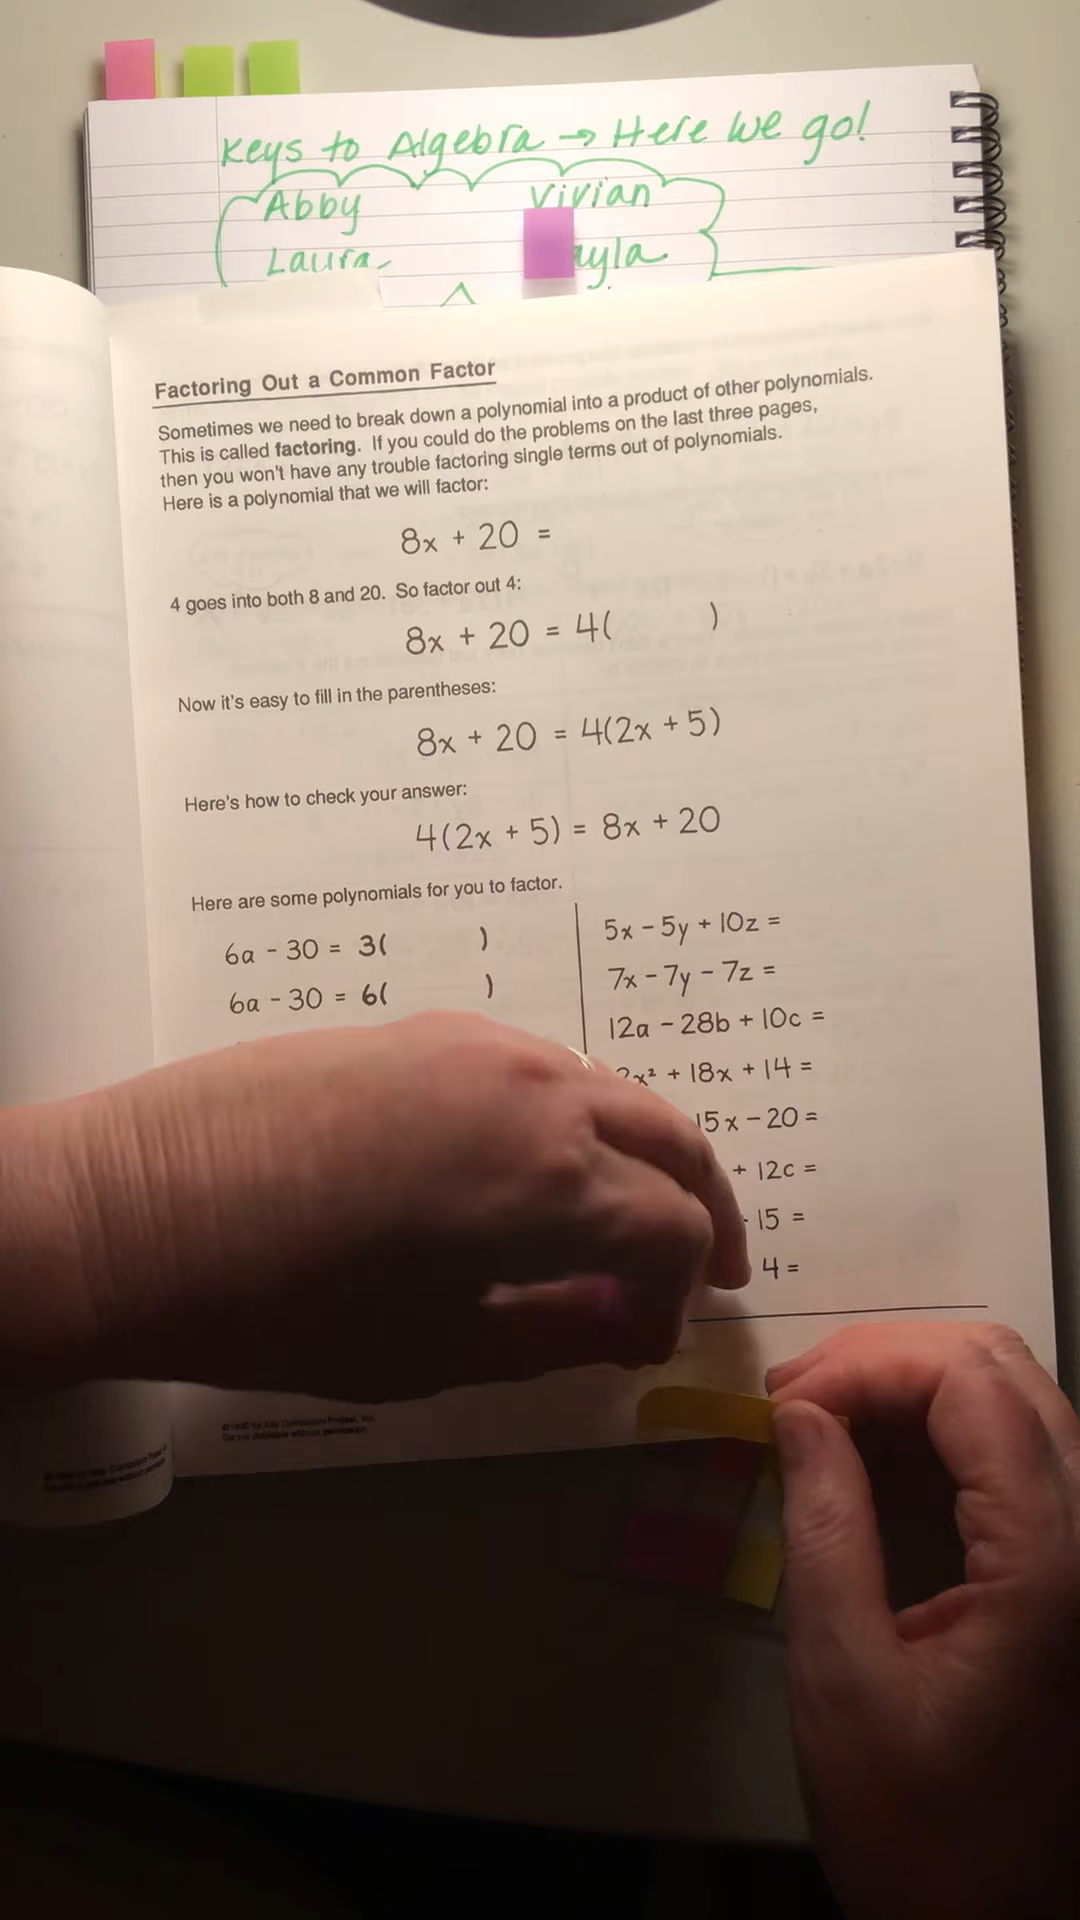 Keys to Algebra → Here we go!
Abby Vivian
Laura ayla
Factoring Out a Common Factor
Sometimes we need to break down a polynomial into a product of other polynomials.
This is called factoring. If you could do the problems on the last three pages,
then you won't have any trouble factoring single terms out of polynomials.
Here is a polynomial that we will factor:
8x + 20 =
4 goes into both 8 and 20. So factor out 4:
8x + 20 = 4( )
Now it's easy to fill in the parentheses:
8x + 20 = 4(2x + 5)
Here's how to check your answer:
4(2x + 5) = 8x + 20
Here are some polynomials for you to factor.
6a - 30 = 3( )
6a - 30 = 6( )
5x - 5y + 10z =
7x - 7y - 7z =
12a - 28b + 10c =
x² + 18x + 14 =
15x - 20 =
+ 12c =
15 =
4 =